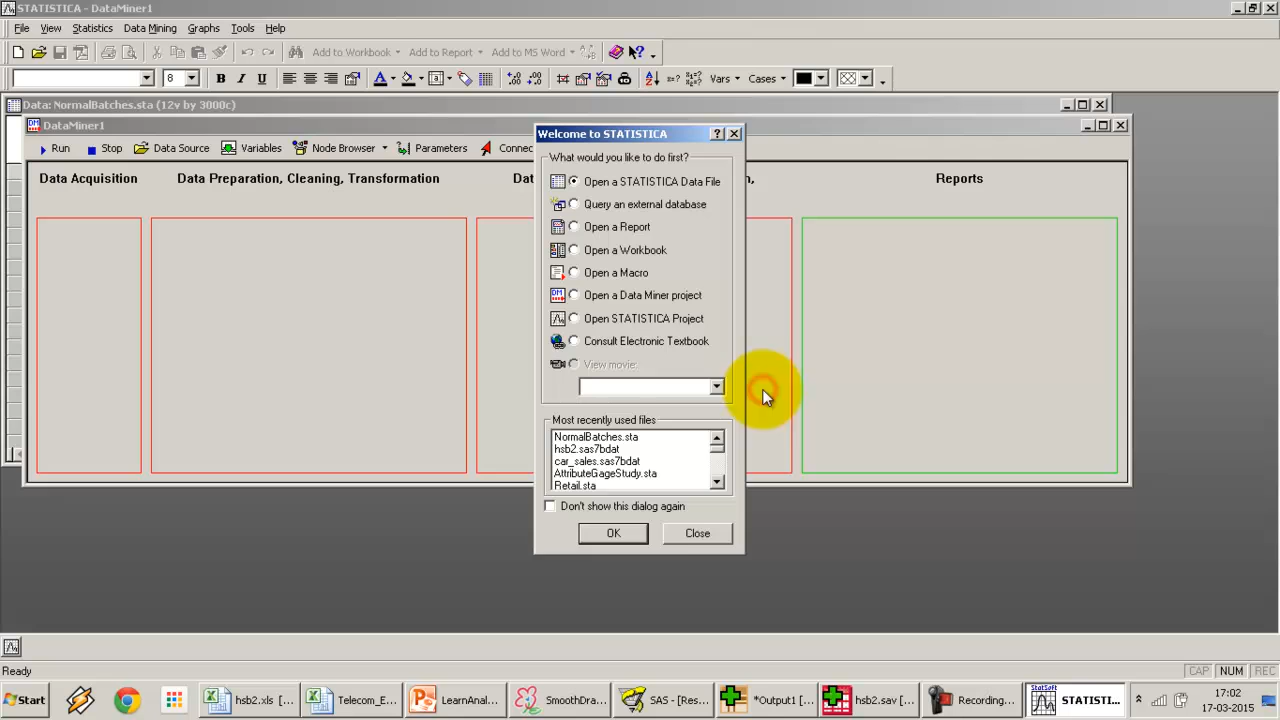 STATISTICA - DataMiner1
File View Statistics Data Mining Graphs Tools Help
Add to Workbook Add to Report Add to MS Word
8 B I U Vars Cases
Data: NormalBatches.sta (12v by 3000c)
DataMiner1
Run Stop Data Source Variables Node Browser Parameters Connec
Data Acquisition Data Preparation, Cleaning, Transformation Dat Reports
Welcome to STATISTICA
What would you like to do first?
Open a STATISTICA Data File
Query an external database
Open a Report
Open a Workbook
Open a Macro
Open a Data Miner project
Open STATISTICA Project
Consult Electronic Textbook
View movie:
Most recently used files
NormalBatches.sta
hsb2.sas7bdat
car_sales.sas7bdat
AttributeGageStudy.sta
Retail.sta
Don't show this dialog again
OK Close
Ready CAP NUM REC
Start hsb2.xls [... Telecom_E... LearnAnal... SmoothDra... SAS - [Res... *Output1 [... hsb2.sav [... Recording... STATISTI... 17:02
17-03-2015